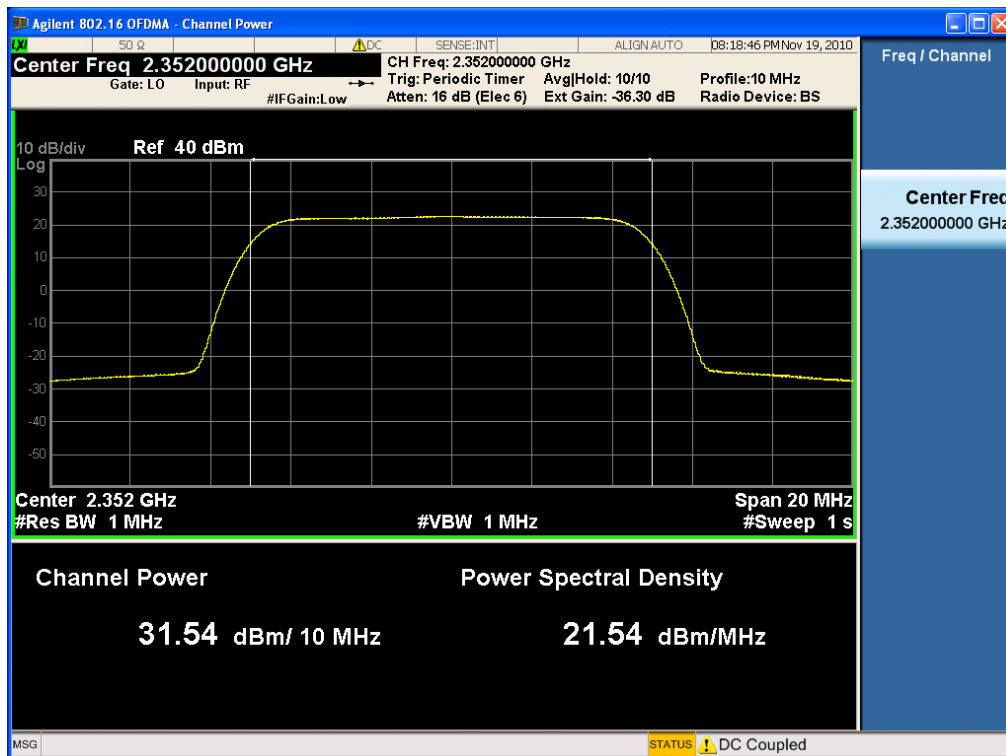 Agilent 802.16 OFDMA - Channel Power
LXI 50 Ω DC SENSE:INT ALIGN AUTO 08:18:46 PM Nov 19, 2010
Center Freq 2.352000000 GHz
Gate: LO Input: RF
#IFGain:Low
CH Freq: 2.352000000 GHz
Trig: Periodic Timer Avg|Hold: 10/10 Profile:10 MHz
Atten: 16 dB (Elec 6) Ext Gain: -36.30 dB Radio Device: BS
Freq / Channel
Center Freq
2.352000000 GHz
10 dB/div Ref 40 dBm
Log
30
20
10
0
-10
-20
-30
-40
-50
Center 2.352 GHz Span 20 MHz
#Res BW 1 MHz #VBW 1 MHz #Sweep 1 s
Channel Power Power Spectral Density
31.54 dBm/ 10 MHz 21.54 dBm/MHz
MSG STATUS DC Coupled